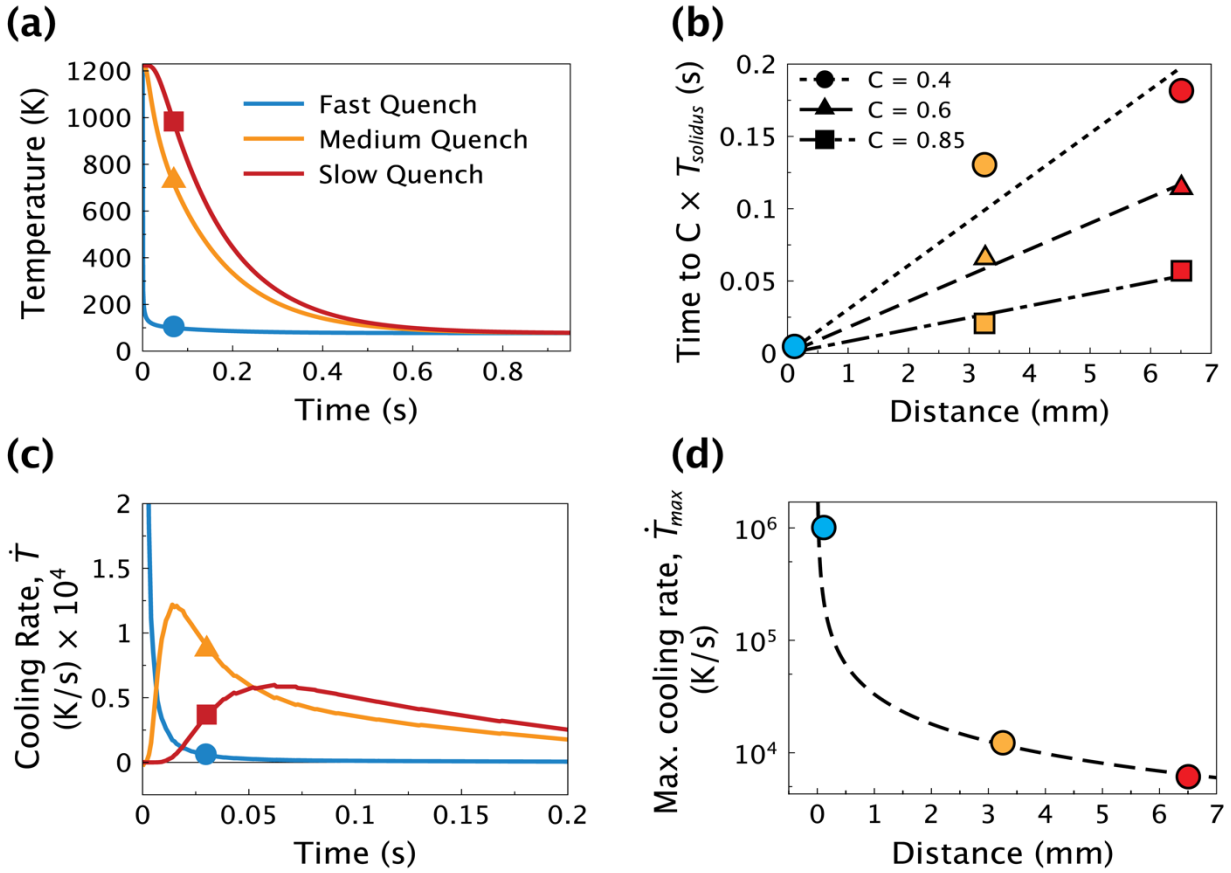 (a)
Temperature (K)
1200
1000
800
600
400
200
0
Fast Quench
Medium Quench
Slow Quench
0
0.2
0.4
0.6
0.8
Time (s)
(b)
Time to C × T_solidus (s)
0.2
0.15
0.1
0.05
0
C = 0.4
C = 0.6
C = 0.85
0
1
2
3
4
5
6
7
Distance (mm)
(c)
Cooling Rate, Ṫ
(K/s) × 10⁴
2
1.5
1
0.5
0
0
0.05
0.1
0.15
0.2
Time (s)
(d)
Max. cooling rate, Ṫ_max
(K/s)
10⁶
10⁵
10⁴
0
1
2
3
4
5
6
7
Distance (mm)